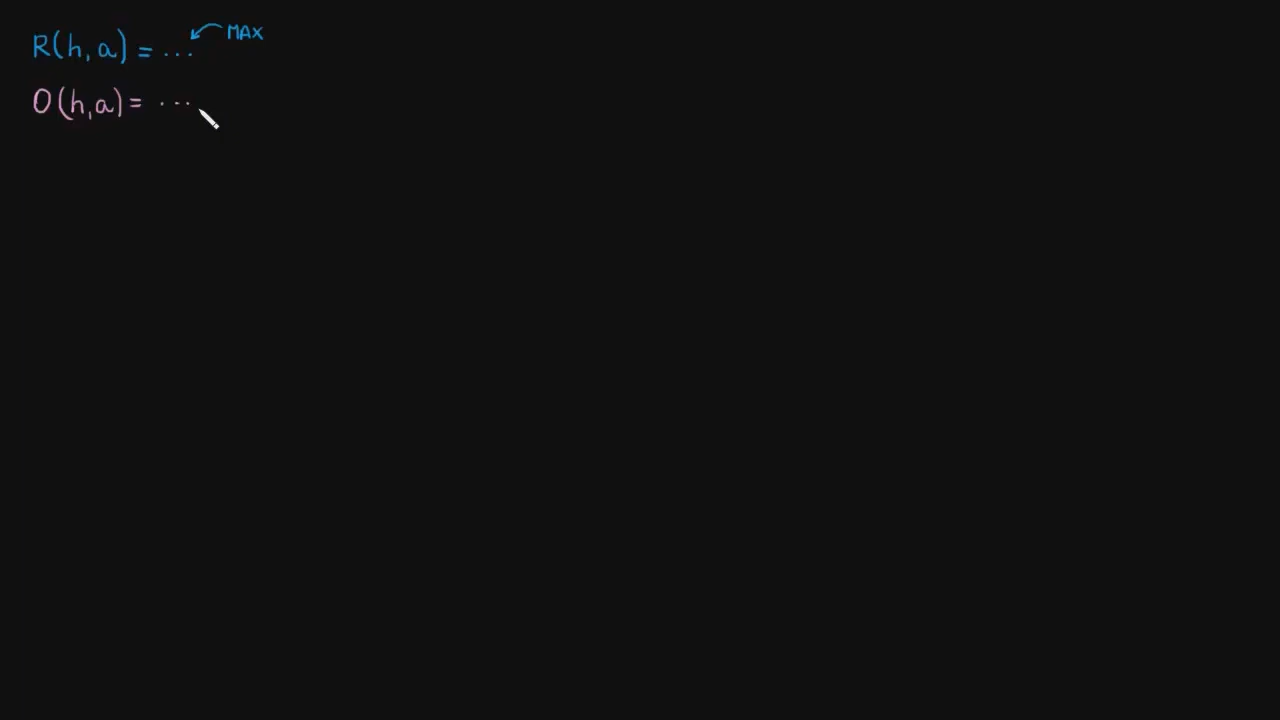 R(h, a) = ... MAX
O(h, a) = ...